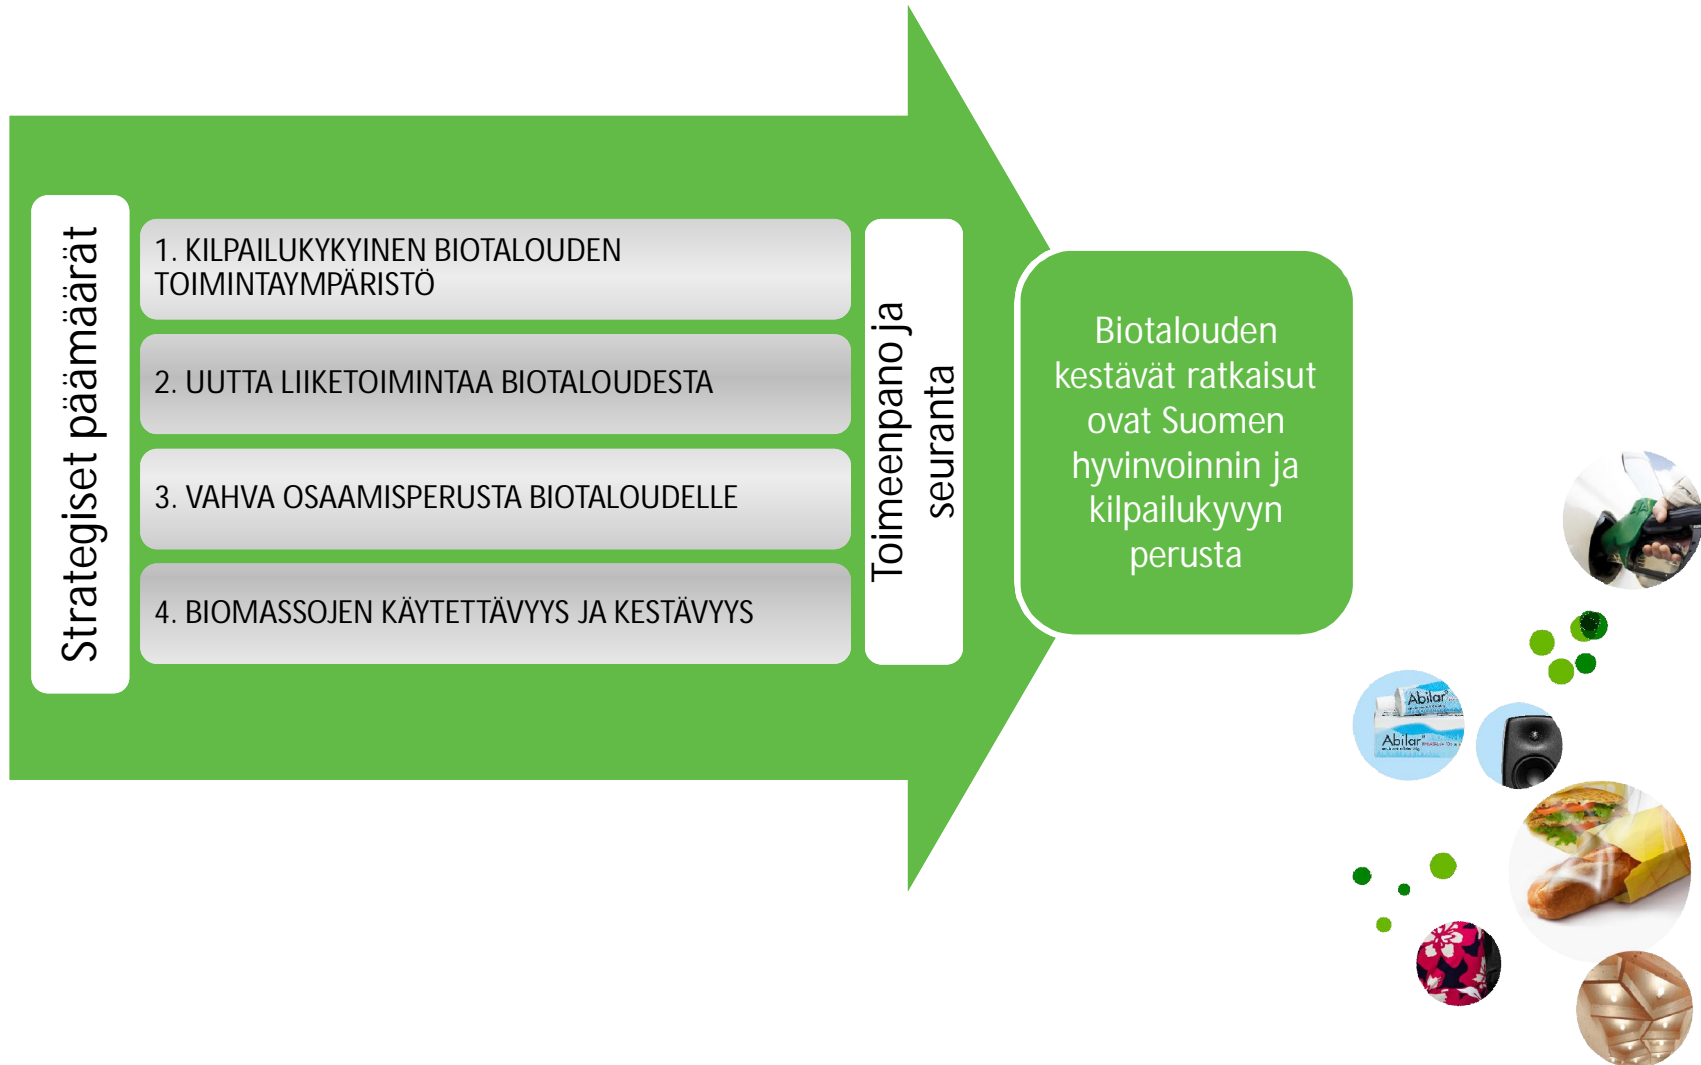 Strategiset päämäärät
1. KILPAILUKYKYINEN BIOTALOUDEN
TOIMINTAYMPÄRISTÖ
2. UUTTA LIIKETOIMINTAA BIOTALOUDESTA
3. VAHVA OSAAMISPERUSTA BIOTALOUDELLE
4. BIOMASSOJEN KÄYTETTÄVYYS JA KESTÄVYYS
Toimeenpano ja
seuranta
Biotalouden
kestävät ratkaisut
ovat Suomen
hyvinvoinnin ja
kilpailukyvyn
perusta
Abilar
Abilar